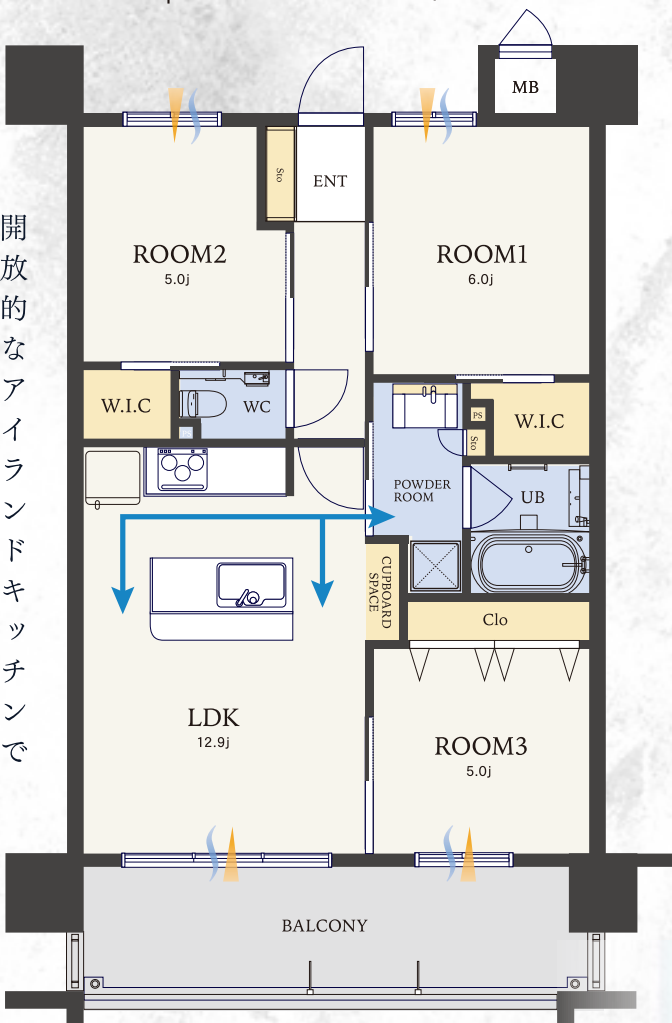 MB
Sto
ENT
ROOM2
5.0j
ROOM1
6.0j
開放的なアイランドキッチンで
W.I.C
WC
PS
Sto
W.I.C
POWDER
ROOM
UB
CUPBOARD
SPACE
Clo
LDK
12.9j
ROOM3
5.0j
BALCONY